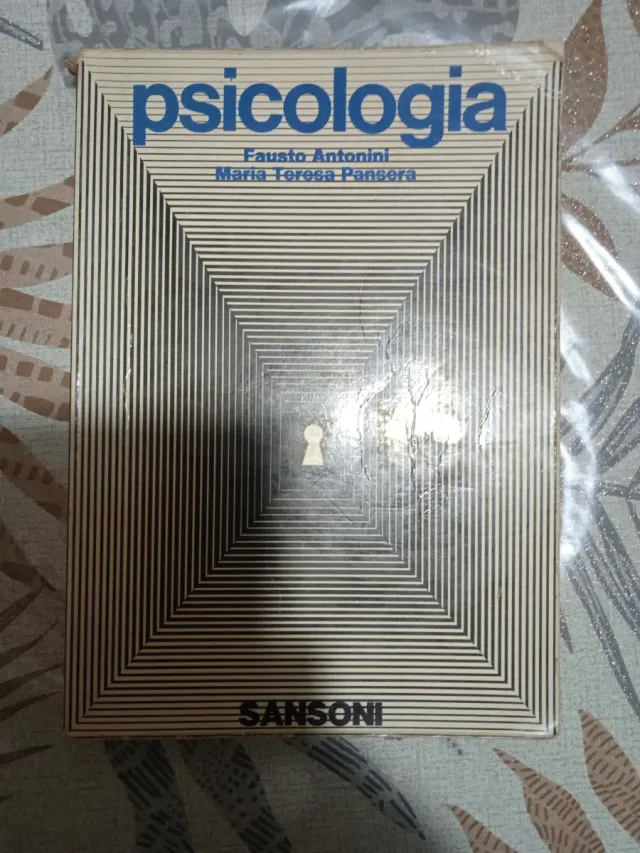 psicologia
Fausto Antonini
Maria Teresa Pansera
SANSONI